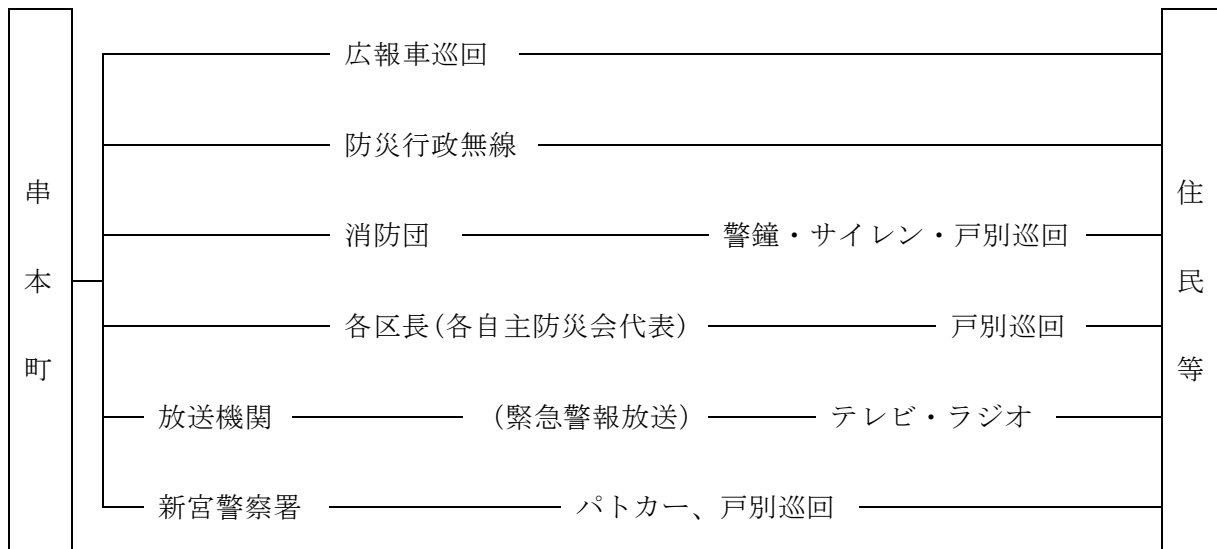 串本町
広報車巡回
防災行政無線
消防団 警鐘・サイレン・戸別巡回
各区長(各自主防災会代表) 戸別巡回
放送機関 (緊急警報放送) テレビ・ラジオ
新宮警察署 パトカー、戸別巡回
住民等